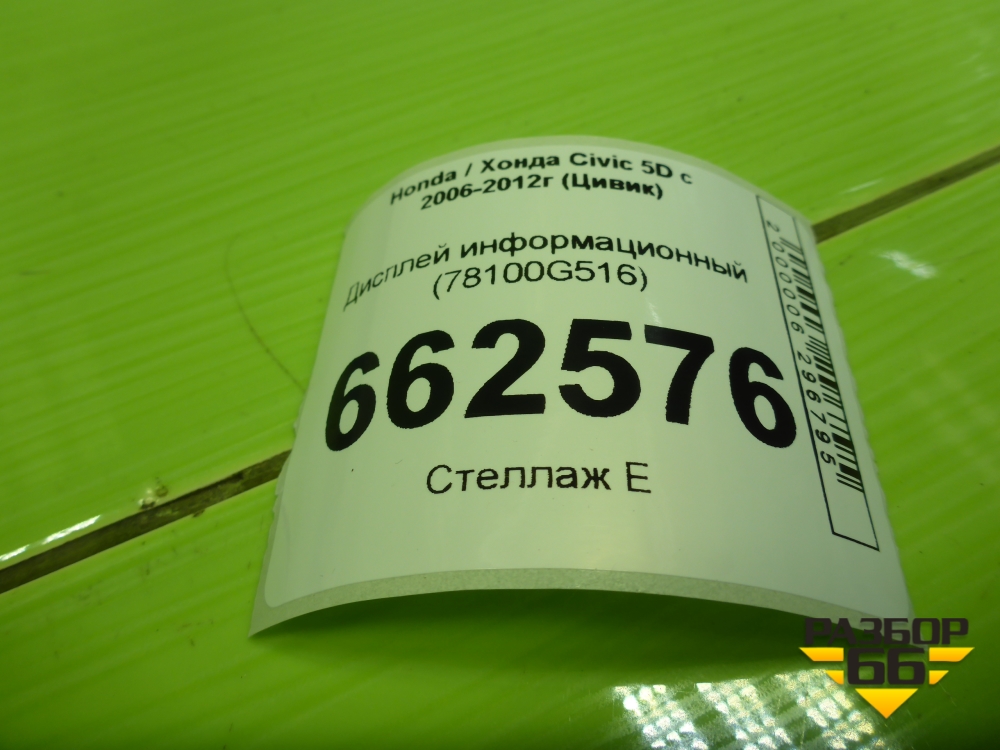 Honda / Хонда Civic 5D с
2006-2012г (Цивик)
Дисплей информационный
(78100G516)
662576
Стеллаж Е
2000006296795
РАЗБОР
66